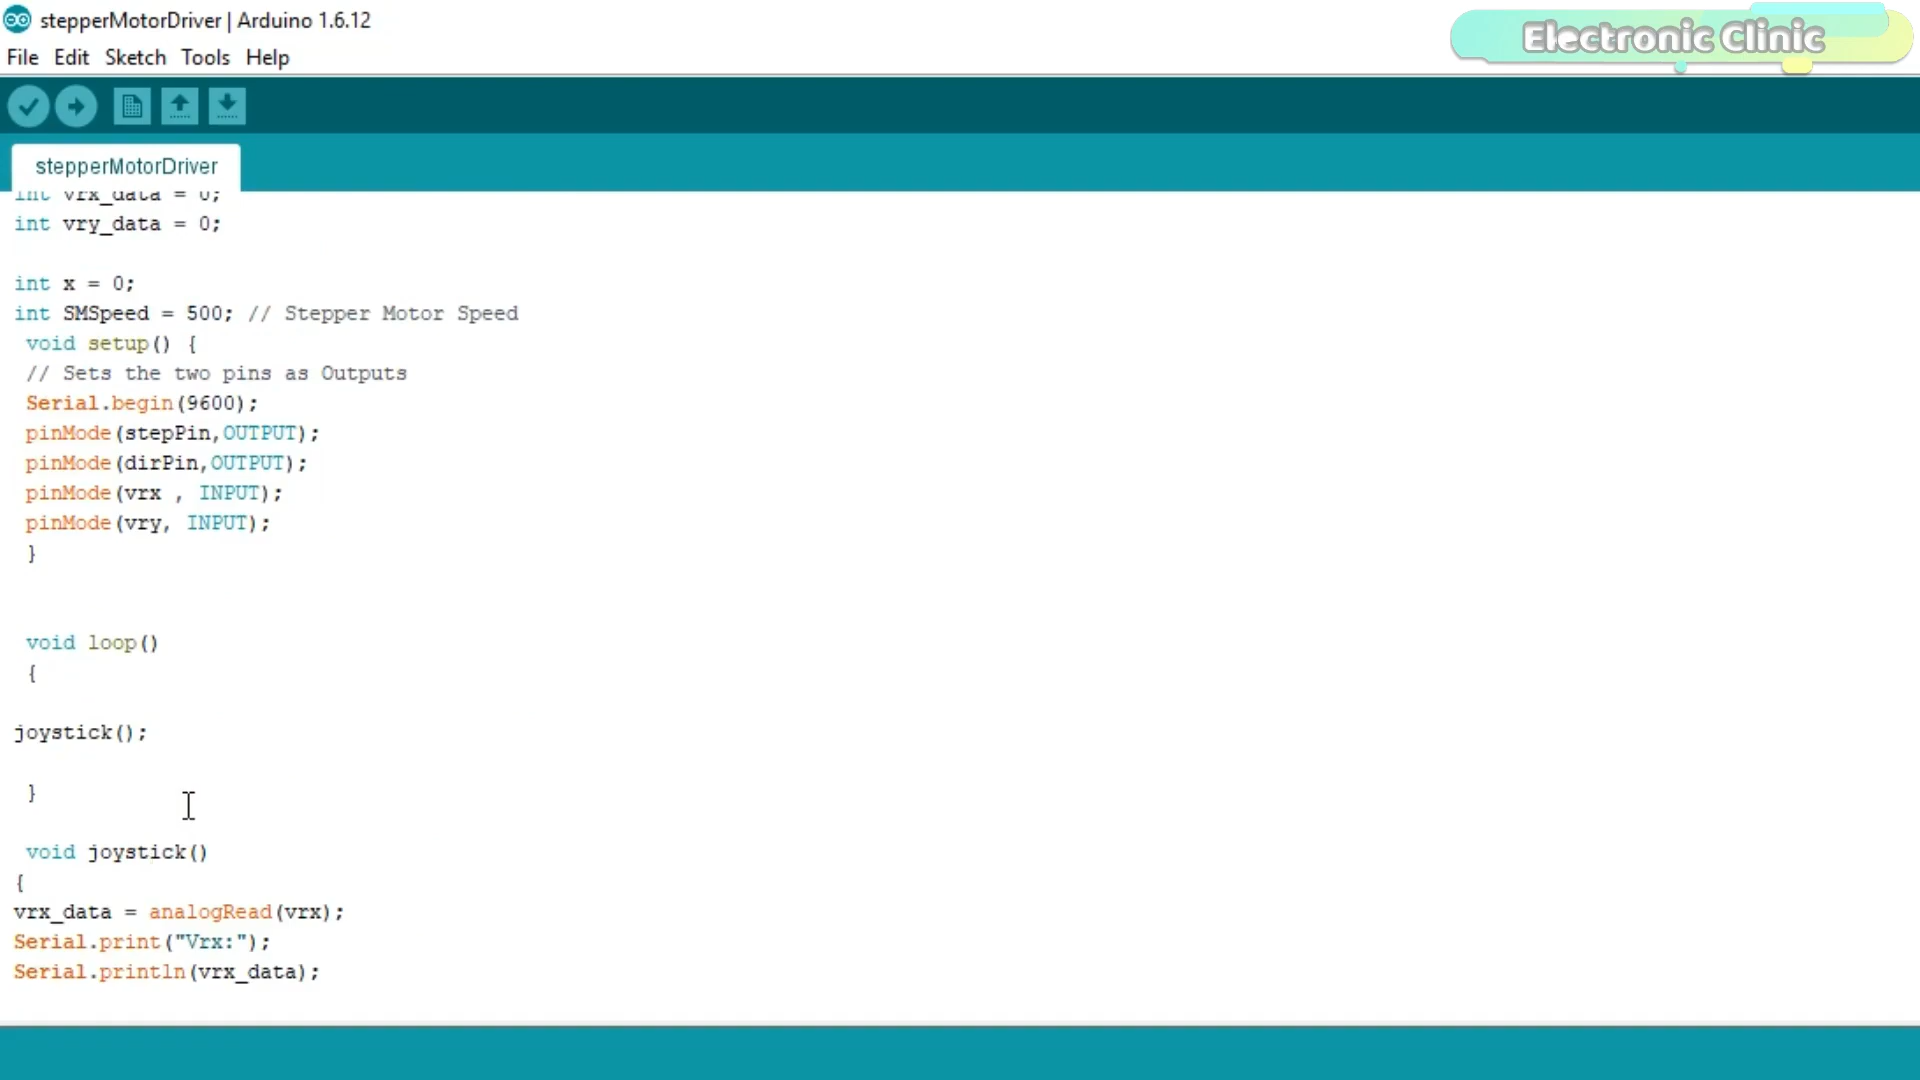 stepperMotorDriver | Arduino 1.6.12
Electronic Clinic
File Edit Sketch Tools Help
stepperMotorDriver
int vrx_data = 0;
int vry_data = 0;
int x = 0;
int SMSpeed = 500; // Stepper Motor Speed
void setup() {
// Sets the two pins as Outputs
Serial.begin(9600);
pinMode(stepPin,OUTPUT);
pinMode(dirPin,OUTPUT);
pinMode(vrx , INPUT);
pinMode(vry, INPUT);
}
void loop()
{
joystick();
}
void joystick()
{
vrx_data = analogRead(vrx);
Serial.print("Vrx:");
Serial.println(vrx_data);